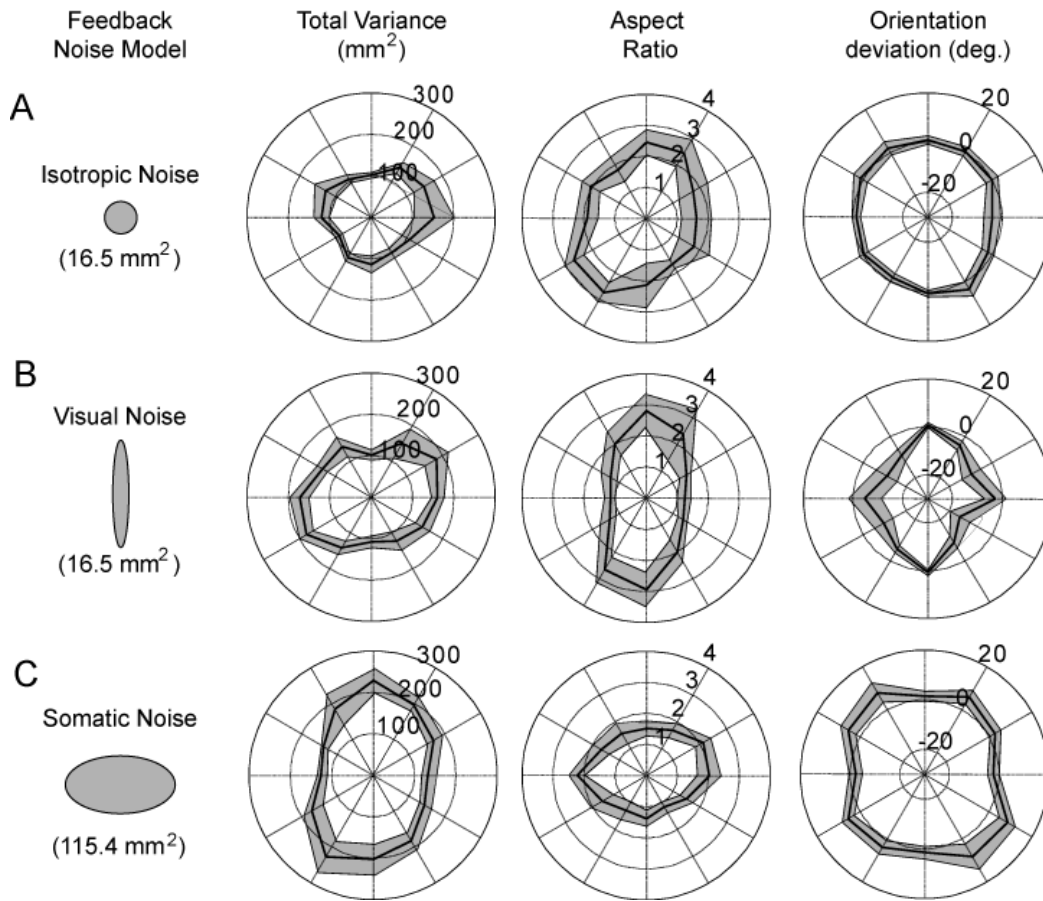 Feedback
Noise Model
Total Variance
(mm2)
Aspect
Ratio
Orientation
deviation (deg.)
A
Isotropic Noise
(16.5 mm2)
300
200
100
4
3
2
1
20
0
-20
B
Visual Noise
(16.5 mm2)
300
200
100
4
3
2
1
20
0
-20
C
Somatic Noise
(115.4 mm2)
300
200
100
4
3
2
1
20
0
-20